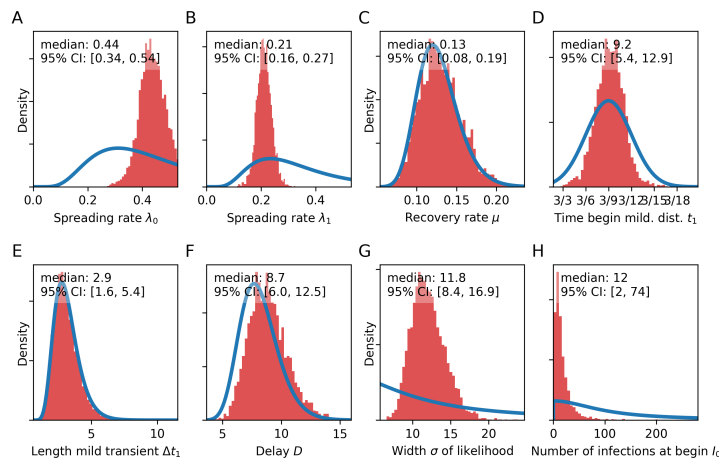 A
B
C
D
median: 0.44
95% CI: [0.34, 0.54]
median: 0.21
95% CI: [0.16, 0.27]
median: 0.13
95% CI: [0.08, 0.19]
median: 9.2
95% CI: [5.4, 12.9]
Density
Density
0.0 0.2 0.4
0.0 0.2 0.4
0.10 0.15 0.20
3/3 3/6 3/9 3/12 3/15 3/18
Spreading rate λ₀
Spreading rate λ₁
Recovery rate μ
Time begin mild. dist. t₁
E
F
G
H
median: 2.9
95% CI: [1.6, 5.4]
median: 8.7
95% CI: [6.0, 12.5]
median: 11.8
95% CI: [8.4, 16.9]
median: 12
95% CI: [2, 74]
Density
Density
5 10
5 10 15
10 15 20
0 100 200
Length mild transient Δt₁
Delay D
Width σ of likelihood
Number of infections at begin I₀